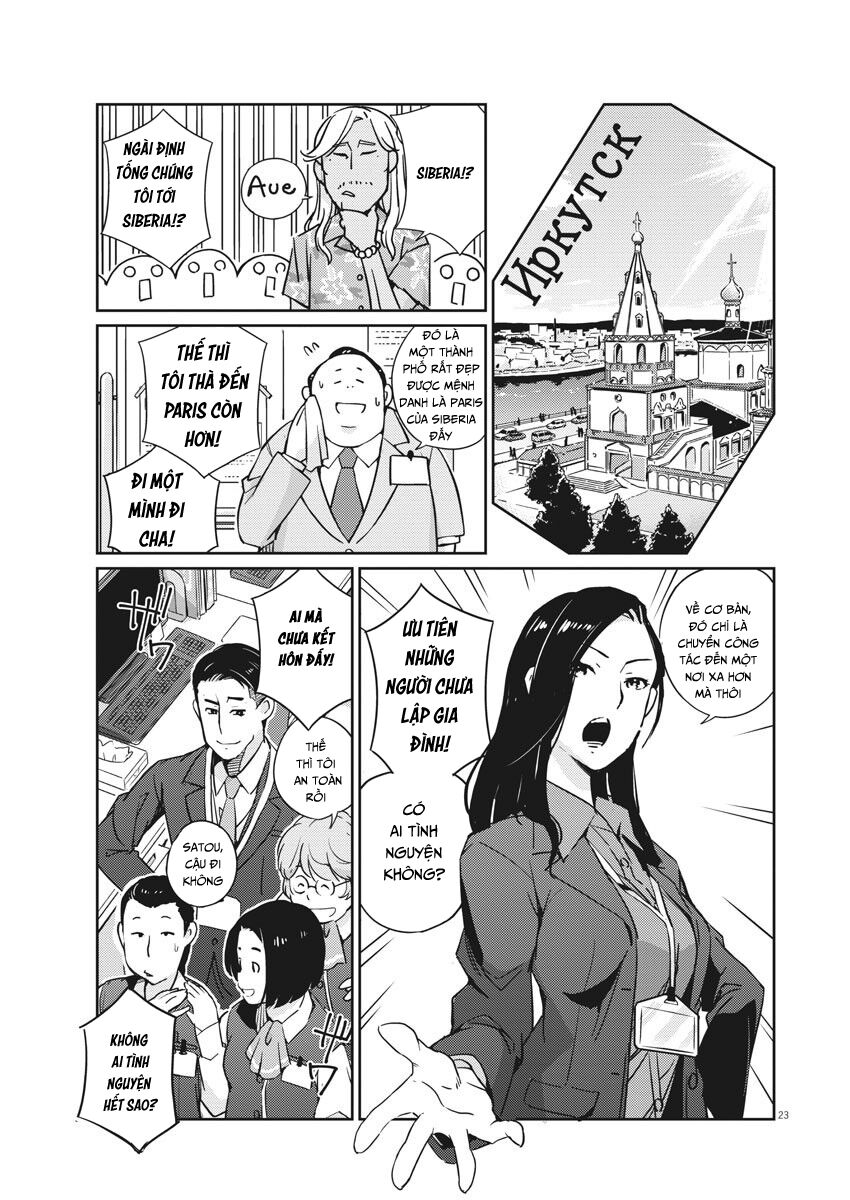 Иркутск
SIBERIA!?
Aue
NGÀI ĐỊNH
TỐNG CHÚNG
TÔI TỚI
SIBERIA!?
ĐÓ LÀ
MỘT THÀNH
PHỐ RẤT ĐẸP
ĐƯỢC MỆNH
DANH LÀ PARIS
CỦA SIBERIA
ĐẤY
THẾ THÌ
TÔI THÀ ĐẾN
PARIS CÒN
HƠN!
ĐI MỘT
MÌNH ĐI
CHA!
VỀ CƠ BẢN,
ĐÓ CHỈ LÀ
CHUYỂN CÔNG
TÁC ĐẾN MỘT
NƠI XA HƠN
MÀ THÔI
ƯU TIÊN
NHỮNG
NGƯỜI CHƯA
LẬP GIA
ĐÌNH!
CÓ
AI TÌNH
NGUYỆN
KHÔNG?
AI MÀ
CHƯA KẾT
HÔN ĐẤY!
THẾ
THÌ TÔI
AN TOÀN
RỒI
SATOU,
CẬU ĐI
KHÔNG
KHÔNG
AI TÌNH
NGUYỆN
HẾT SAO?
23